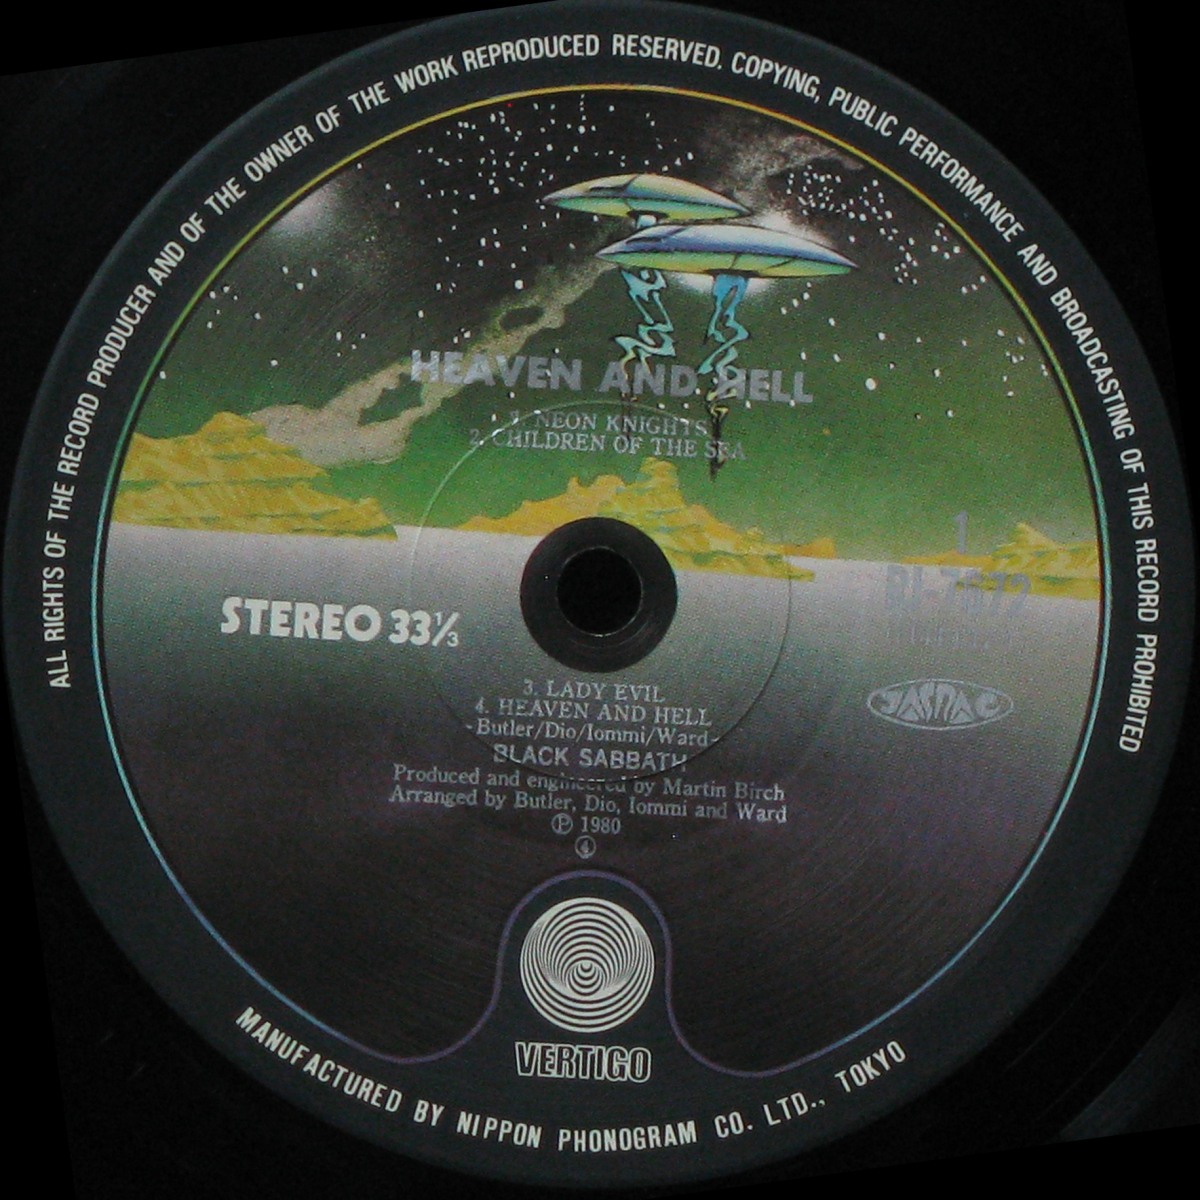 ALL RIGHTS OF THE RECORD PRODUCER AND OF THE OWNER OF THE WORK REPRODUCED RESERVED. COPYING, PUBLIC PERFORMANCE AND BROADCASTING OF THIS RECORD PROHIBITED
HEAVEN AND HELL
1. NEON KNIGHTS
2. CHILDREN OF THE SEA
1
STEREO 33⅓
JASRAC
3. LADY EVIL
4. HEAVEN AND HELL
-Butler/Dio/Iommi/Ward-
BLACK SABBATH
Produced and engineered by Martin Birch
Arranged by Butler, Dio, Iommi and Ward
Ⓟ 1980
④
VERTIGO
MANUFACTURED BY NIPPON PHONOGRAM CO. LTD., TOKYO